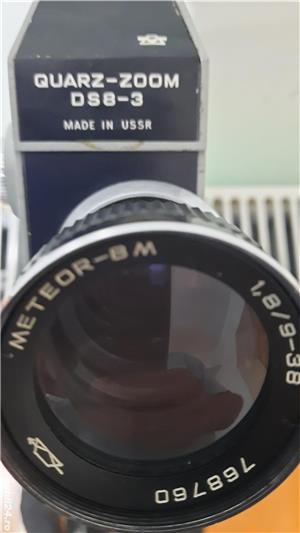 QUARZ-ZOOM
DS8-3
MADE IN USSR
METEOR-8M
1,8/9-38
768760